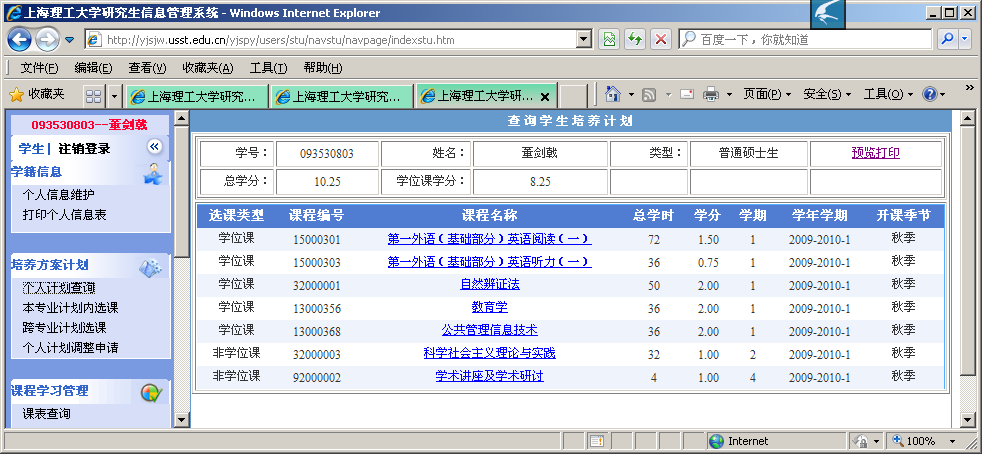 上海理工大学研究生信息管理系统 - Windows Internet Explorer
http://yjsjw.usst.edu.cn/yjspy/users/stu/navstu/navpage/indexstu.htm 百度一下，你就知道
文件(F) 编辑(E) 查看(V) 收藏夹(A) 工具(T) 帮助(H)
收藏夹 上海理工大学研究... 上海理工大学研究... 上海理工大学研... 页面(P) 安全(S) 工具(O)
093530803--董剑戟
学生| 注销登录
学籍信息
个人信息维护
打印个人信息表
培养方案计划
个人计划查询
本专业计划内选课
跨专业计划选课
个人计划调整申请
课程学习管理
课表查询
查询学生培养计划
学号： 093530803 姓名： 董剑戟 类型： 普通硕士生 预览打印
总学分： 10.25 学位课学分： 8.25
选课类型 课程编号 课程名称 总学时 学分 学期 学年学期 开课季节
学位课 15000301 第一外语（基础部分）英语阅读（一） 72 1.50 1 2009-2010-1 秋季
学位课 15000303 第一外语（基础部分）英语听力（一） 36 0.75 1 2009-2010-1 秋季
学位课 32000001 自然辨证法 50 2.00 1 2009-2010-1 秋季
学位课 13000356 教育学 36 2.00 1 2009-2010-1 秋季
学位课 13000368 公共管理信息技术 36 2.00 1 2009-2010-1 秋季
非学位课 32000003 科学社会主义理论与实践 32 1.00 2 2009-2010-1 秋季
非学位课 92000002 学术讲座及学术研讨 4 1.00 4 2009-2010-1 秋季
Internet 100%